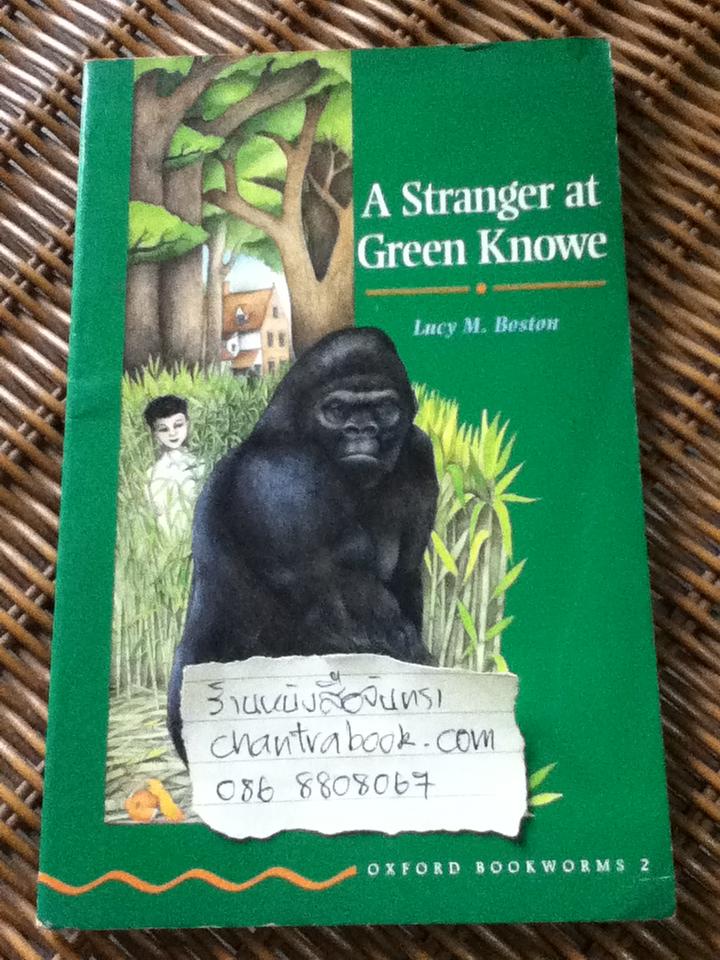 A Stranger at
Green Knowe
Lucy M. Boston
ร้านหนังสือจันทรา
chantrabook.com
086 8808067
OXFORD BOOKWORMS 2